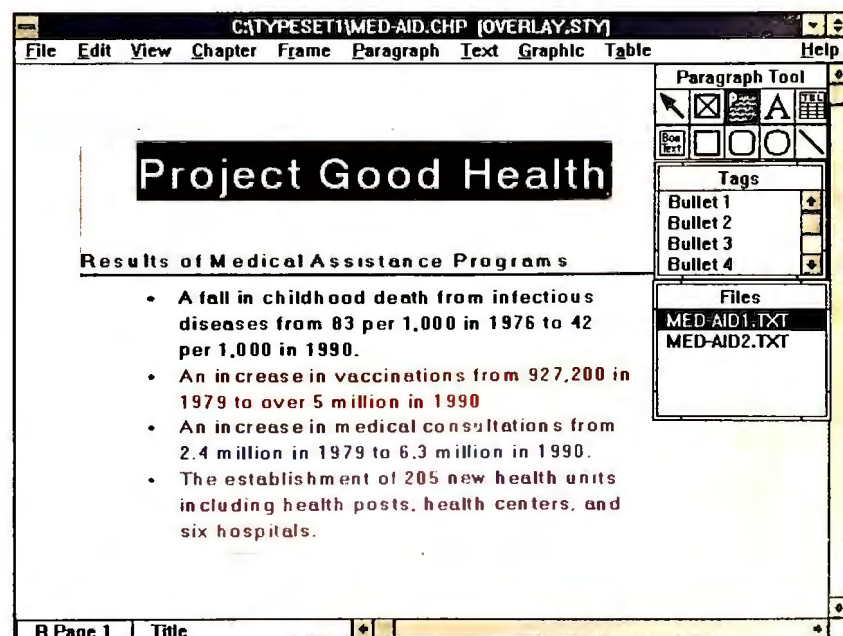 C:\TYPESET1\MED-AID.CHP [OVERLAY.STY]
File Edit View Chapter Frame Paragraph Text Graphic Table Help
Paragraph Tool
TBL
Box Text
Project Good Health
Tags
Bullet 1
Bullet 2
Bullet 3
Bullet 4
Results of Medical Assistance Programs
• A fall in childhood death from infectious
diseases from 83 per 1,000 in 1976 to 42
per 1,000 in 1990.
• An increase in vaccinations from 927,200 in
1979 to over 5 million in 1990
• An increase in medical consultations from
2.4 million in 1979 to 6.3 million in 1990.
• The establishment of 205 new health units
including health posts, health centers, and
six hospitals.
Files
MED-AID1.TXT
MED-AID2.TXT
R Page 1 Title